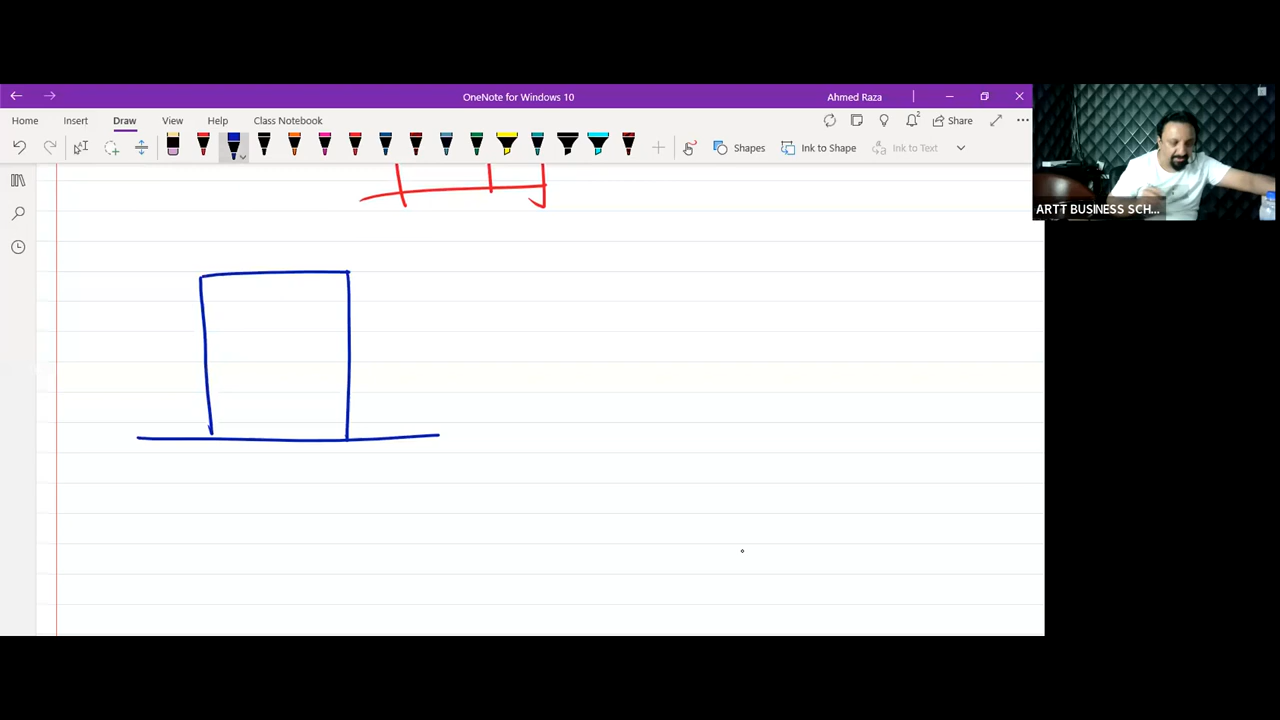 OneNote for Windows 10
Ahmed Raza
Home Insert Draw View Help Class Notebook
2 Share
Shapes Ink to Shape Ink to Text
ARTT BUSINESS SCH...